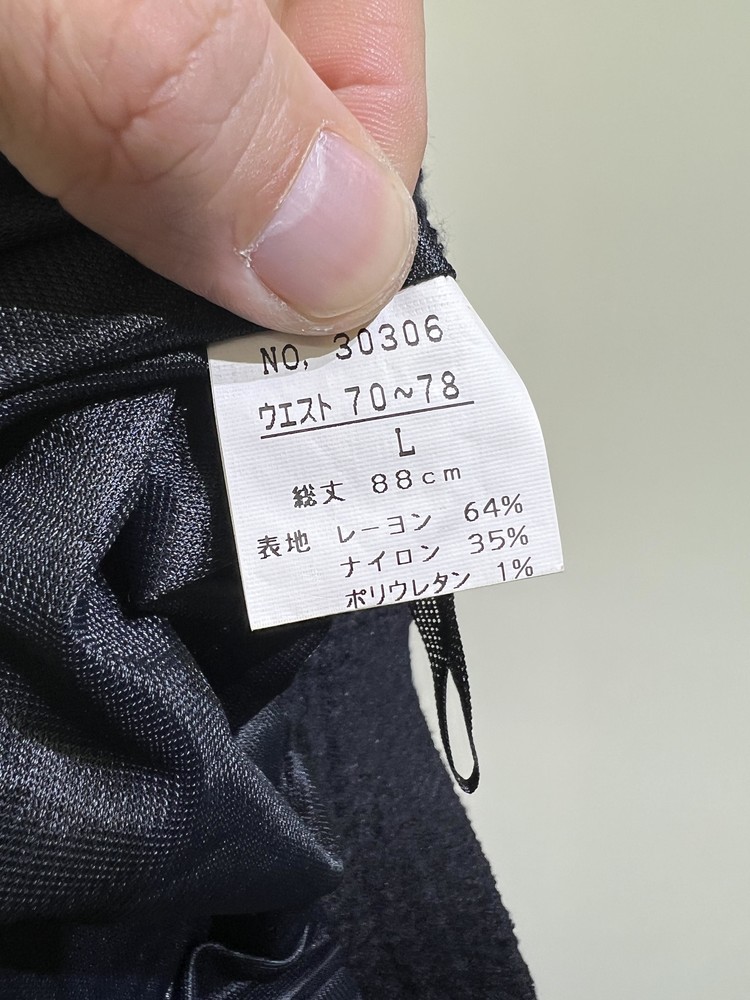 NO, 30306
ウエスト 70~78
L
総丈 88cm
表地 レーヨン 64%
ナイロン 35%
ポリウレタン 1%